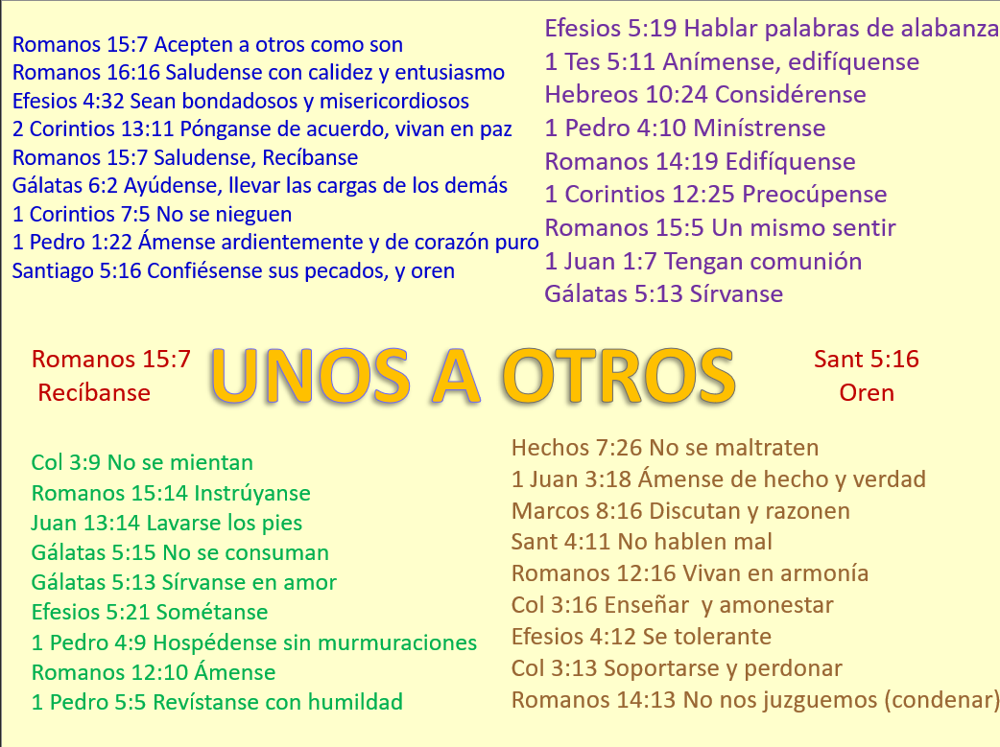 Romanos 15:7 Acepten a otros como son
Romanos 16:16 Saludense con calidez y entusiasmo
Efesios 4:32 Sean bondadosos y misericordiosos
2 Corintios 13:11 Pónganse de acuerdo, vivan en paz
Romanos 15:7 Saludense, Recíbanse
Gálatas 6:2 Ayúdense, llevar las cargas de los demás
1 Corintios 7:5 No se nieguen
1 Pedro 1:22 Ámense ardientemente y de corazón puro
Santiago 5:16 Confiésense sus pecados, y oren
Efesios 5:19 Hablar palabras de alabanza
1 Tes 5:11 Anímense, edifíquense
Hebreos 10:24 Considérense
1 Pedro 4:10 Minístrense
Romanos 14:19 Edifíquense
1 Corintios 12:25 Preocúpense
Romanos 15:5 Un mismo sentir
1 Juan 1:7 Tengan comunión
Gálatas 5:13 Sírvanse
Romanos 15:7
Recíbanse
UNOS A OTROS
Sant 5:16
Oren
Col 3:9 No se mientan
Romanos 15:14 Instrúyanse
Juan 13:14 Lavarse los pies
Gálatas 5:15 No se consuman
Gálatas 5:13 Sírvanse en amor
Efesios 5:21 Sométanse
1 Pedro 4:9 Hospédense sin murmuraciones
Romanos 12:10 Ámense
1 Pedro 5:5 Revístanse con humildad
Hechos 7:26 No se maltraten
1 Juan 3:18 Ámense de hecho y verdad
Marcos 8:16 Discutan y razonen
Sant 4:11 No hablen mal
Romanos 12:16 Vivan en armonía
Col 3:16 Enseñar  y amonestar
Efesios 4:12 Se tolerante
Col 3:13 Soportarse y perdonar
Romanos 14:13 No nos juzguemos (condenar)